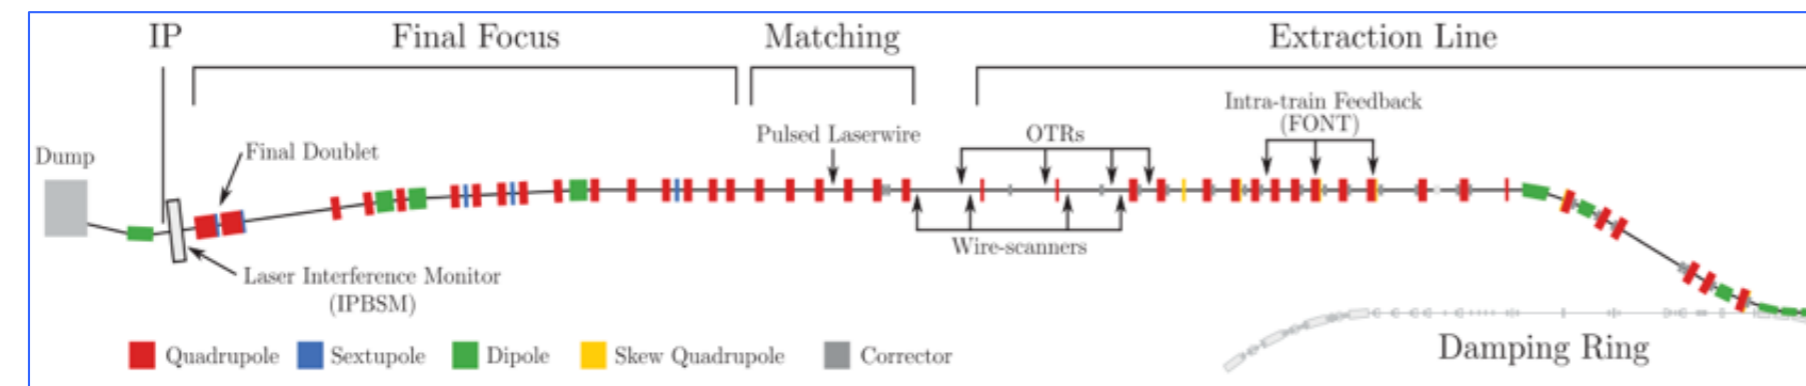 IP
Final Focus
Matching
Extraction Line
Intra-train Feedback
(FONT)
Pulsed Laserwire
OTRs
Final Doublet
Dump
Wire-scanners
Laser Interference Monitor
(IPBSM)
Damping Ring
Quadrupole
Sextupole
Dipole
Skew Quadrupole
Corrector